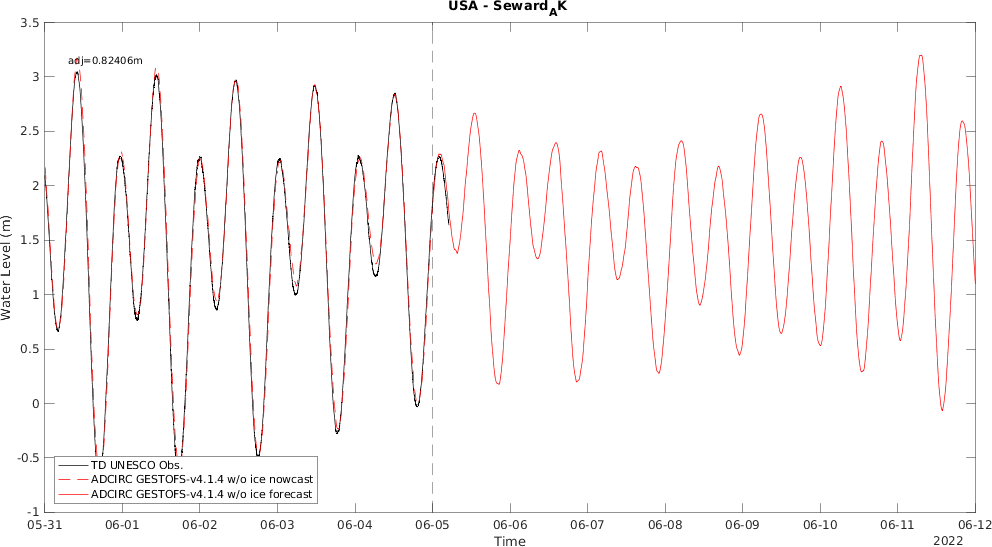 USA - Seward_AK
adj=0.82406m
3.5
3
2.5
2
1.5
1
0.5
0
-0.5
-1
Water Level (m)
TD UNESCO Obs.
ADCIRC GESTOFS-v4.1.4 w/o ice nowcast
ADCIRC GESTOFS-v4.1.4 w/o ice forecast
05-31 06-01 06-02 06-03 06-04 06-05 06-06 06-07 06-08 06-09 06-10 06-11 06-12
Time
2022